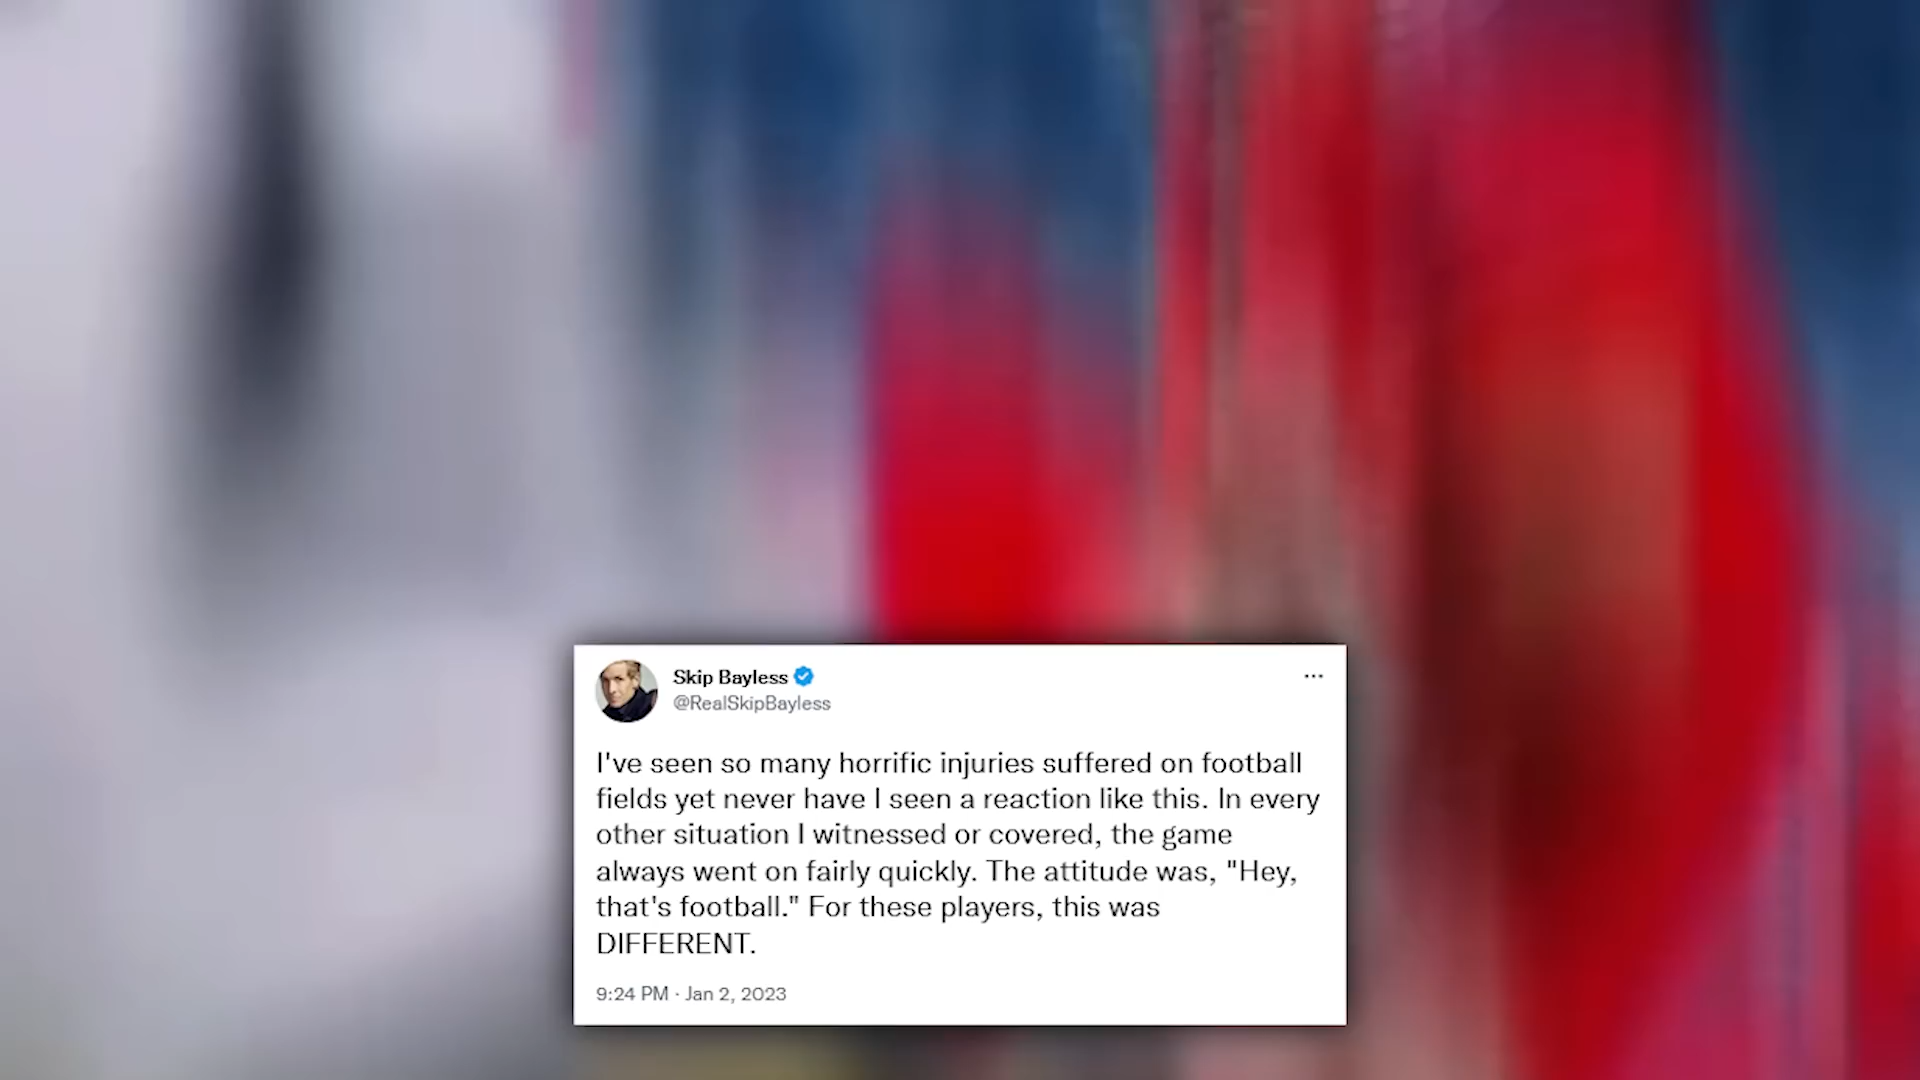 Skip Bayless
@RealSkipBayless
I've seen so many horrific injuries suffered on football
fields yet never have I seen a reaction like this. In every
other situation I witnessed or covered, the game
always went on fairly quickly. The attitude was, "Hey,
that's football." For these players, this was
DIFFERENT.
9:24 PM · Jan 2, 2023